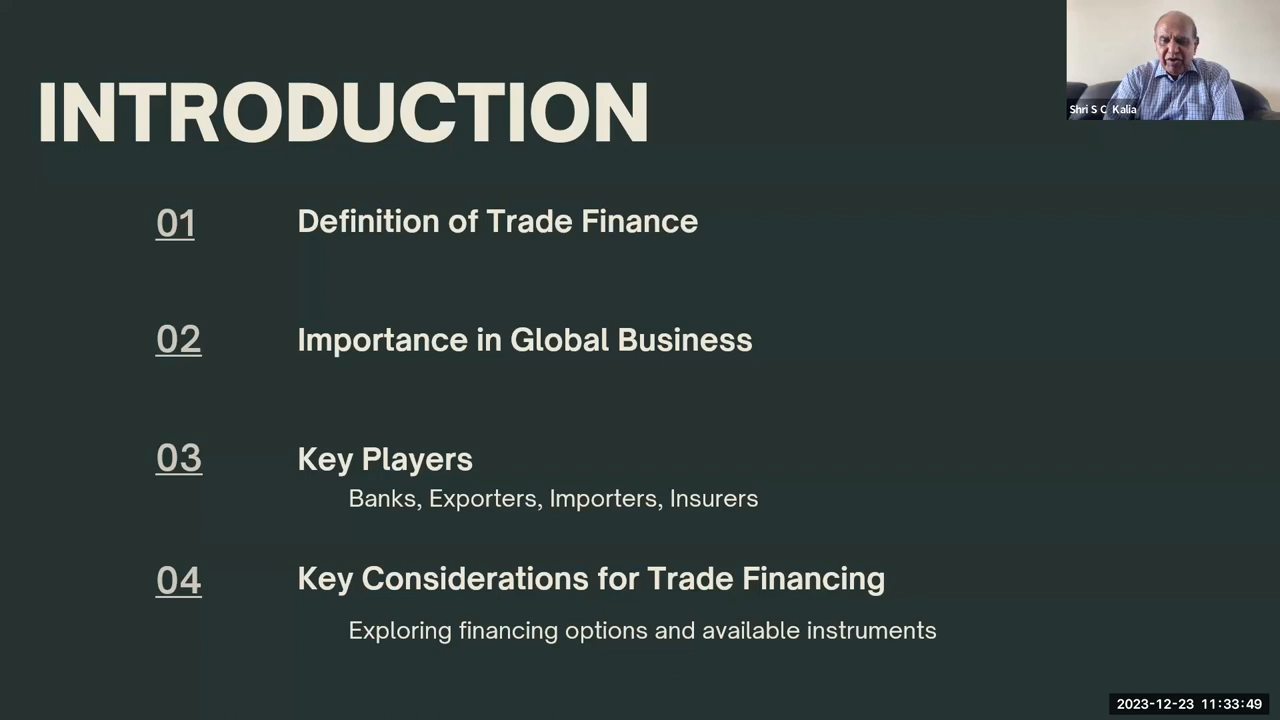 INTRODUCTION
Shri S C Kalia
01 Definition of Trade Finance
02 Importance in Global Business
03 Key Players
Banks, Exporters, Importers, Insurers
04 Key Considerations for Trade Financing
Exploring financing options and available instruments
2023-12-23 11:33:49